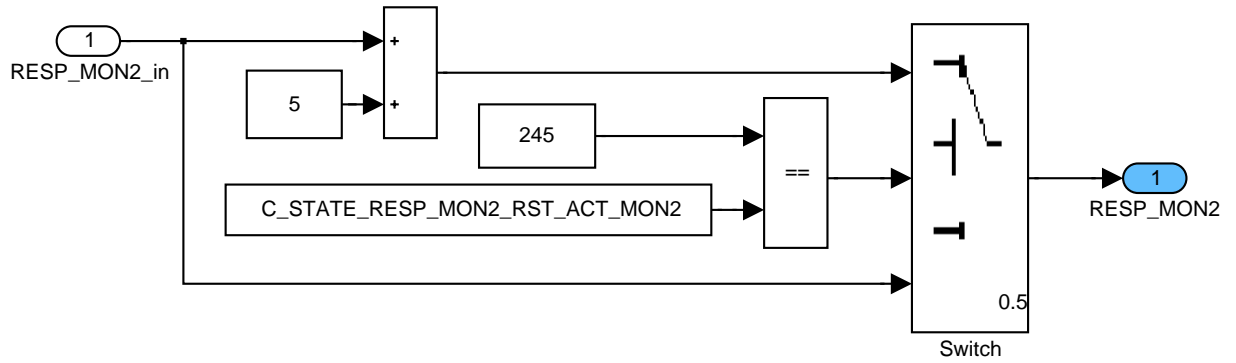 1
RESP_MON2_in
+
+
5
245
==
C_STATE_RESP_MON2_RST_ACT_MON2
0.5
Switch
1
RESP_MON2